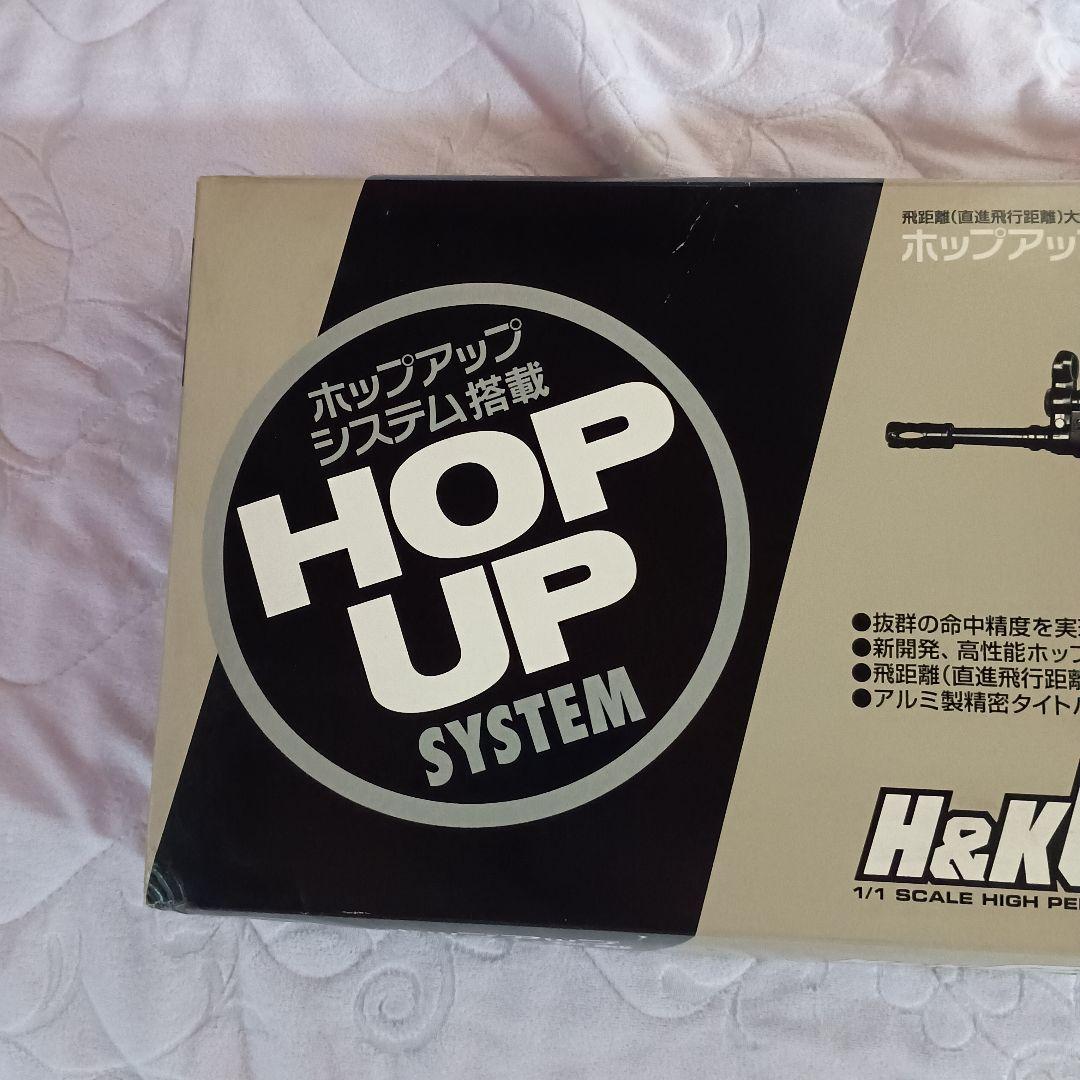 ホップアップ
システム搭載
HOP
UP
SYSTEM
飛距離(直進飛行距離)大
ホップアッ
●抜群の命中精度を実
●新開発、高性能ホッ
●飛距離(直進飛行距離
●アルミ製精密タイト
H&K
1/1 SCALE HIGH PE